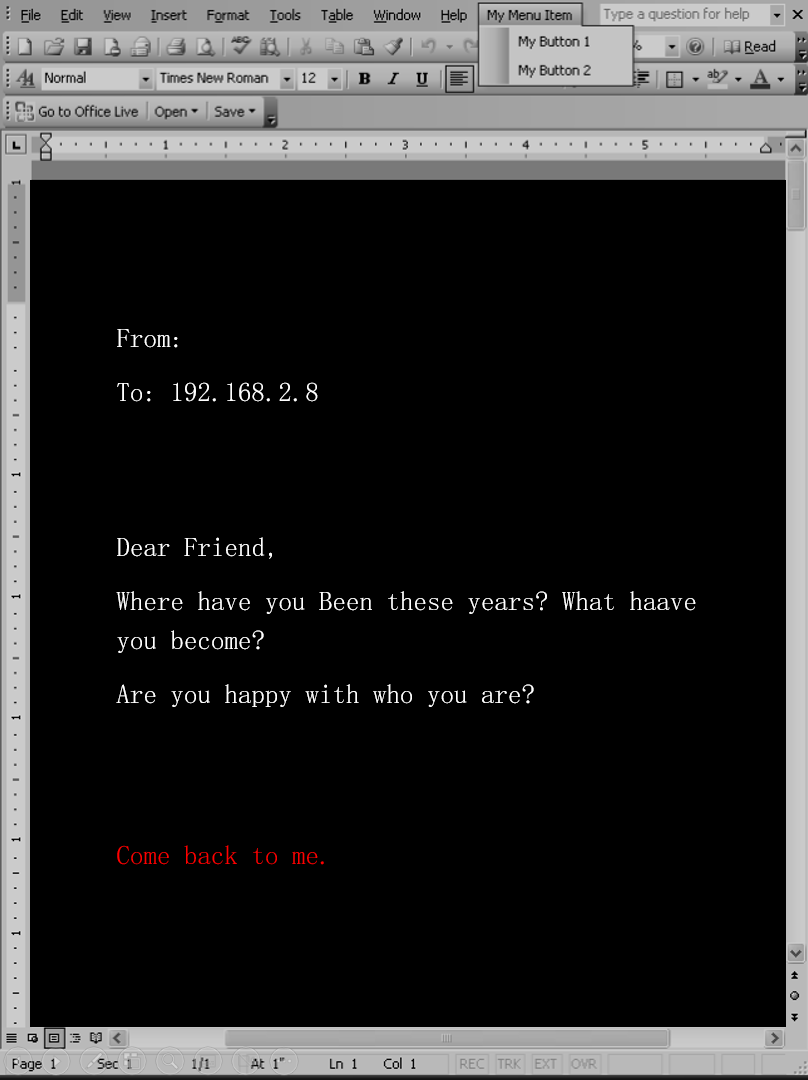 File Edit View Insert Format Tools Table Window Help My Menu Item Type a question for help
My Button 1
% Read
My Button 2
Normal Times New Roman 12 B I U
Go to Office Live Open Save
1 2 3 4 5
From:
To: 192.168.2.8
Dear Friend,
Where have you Been these years? What haave
you become?
Are you happy with who you are?
Come back to me.
Page 1 Sec 1 1/1 At 1" Ln 1 Col 1 REC TRK EXT OVR